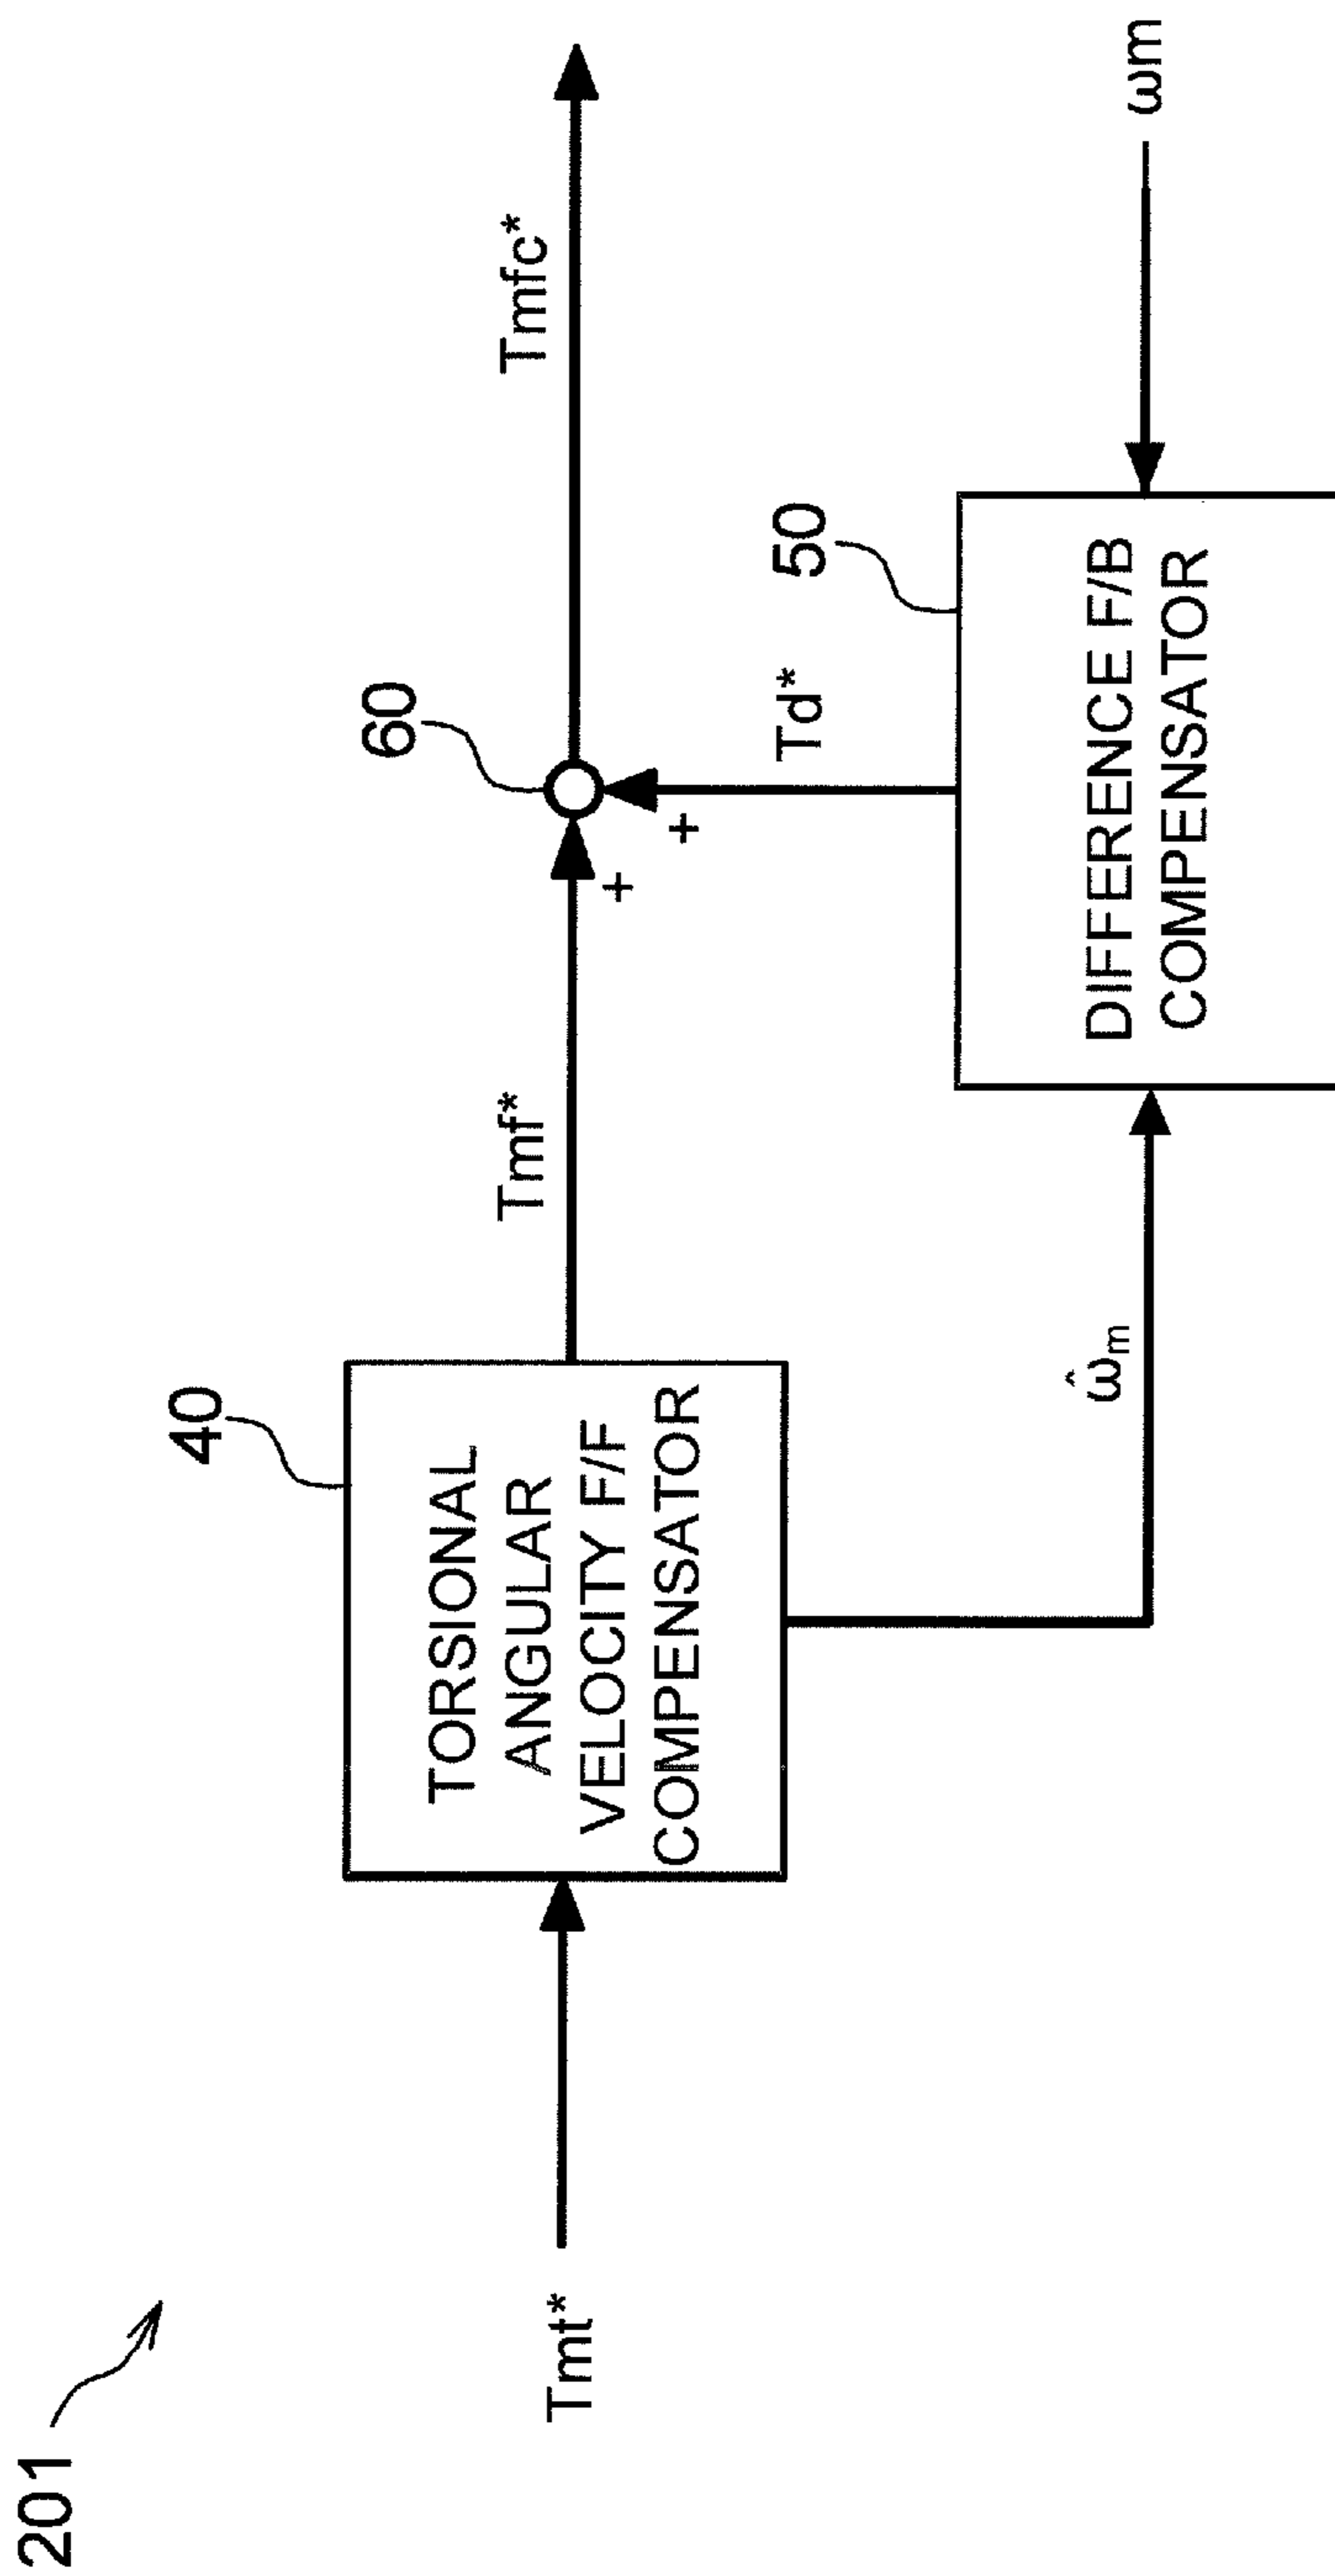 201
40
60
Tmt*
TORSIONAL
ANGULAR
VELOCITY F/F
COMPENSATOR
Tmf*
Tmfc*
+
+
Td*
50
ω̂m
DIFFERENCE F/B
COMPENSATOR
ωm